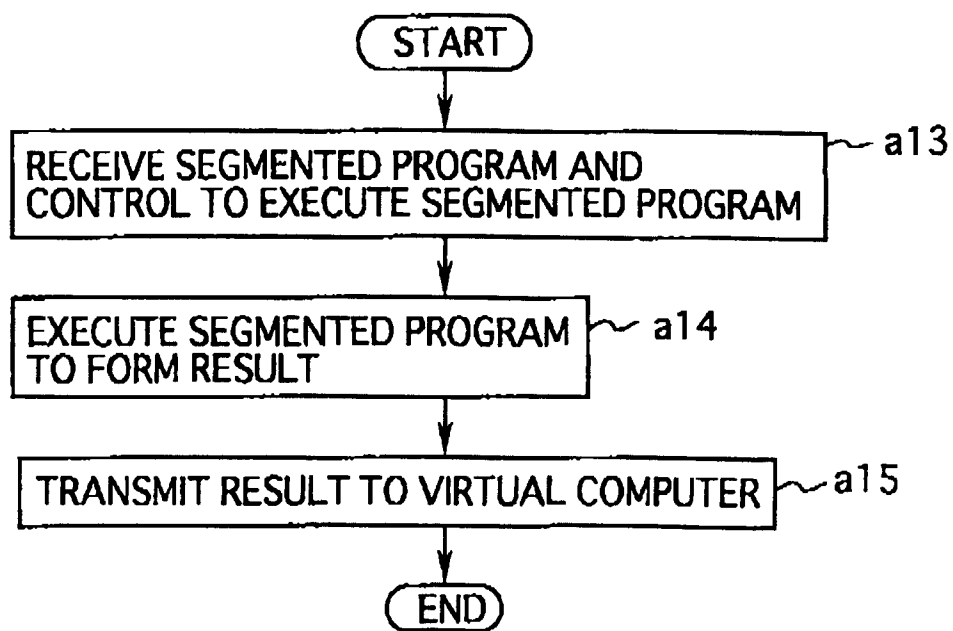 START
RECEIVE SEGMENTED PROGRAM AND
CONTROL TO EXECUTE SEGMENTED PROGRAM
a13
EXECUTE SEGMENTED PROGRAM
TO FORM RESULT
a14
TRANSMIT RESULT TO VIRTUAL COMPUTER
a15
END